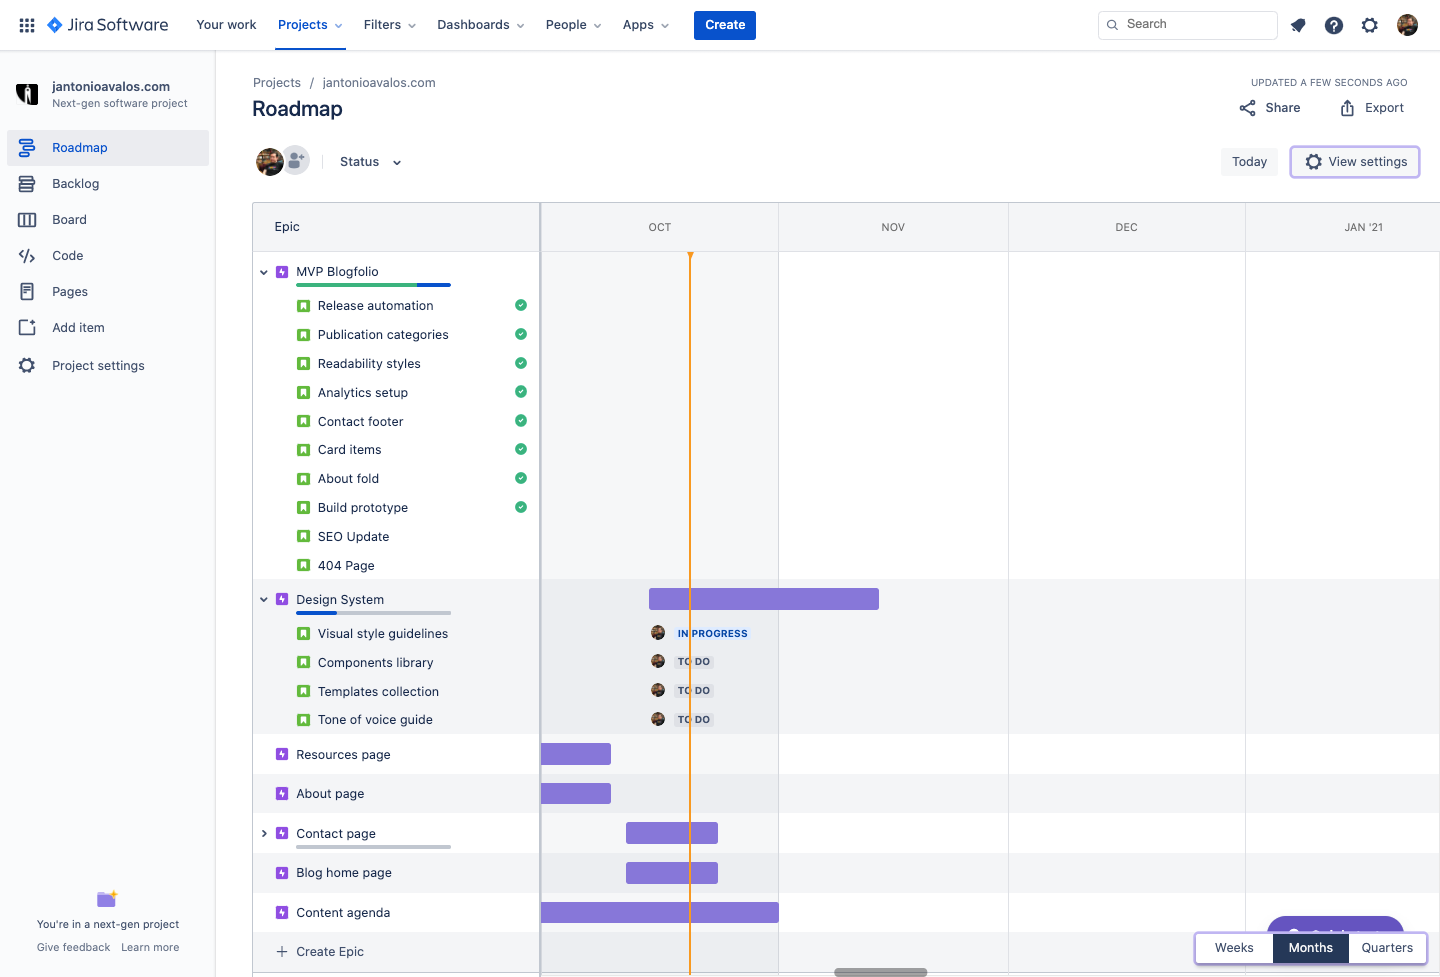 Jira Software
Your work
Projects
Filters
Dashboards
People
Apps
Create
Search
jantonioavalos.com
Next-gen software project
Roadmap
Backlog
Board
Code
Pages
Add item
Project settings
You're in a next-gen project
Give feedback Learn more
Projects / jantonioavalos.com
Roadmap
UPDATED A FEW SECONDS AGO
Share
Export
Status
Today
View settings
Epic
OCT
NOV
DEC
JAN '21
MVP Blogfolio
Release automation
Publication categories
Readability styles
Analytics setup
Contact footer
Card items
About fold
Build prototype
SEO Update
404 Page
Design System
Visual style guidelines
IN PROGRESS
Components library
TO DO
Templates collection
TO DO
Tone of voice guide
TO DO
Resources page
About page
Contact page
Blog home page
Content agenda
Create Epic
Weeks
Months
Quarters